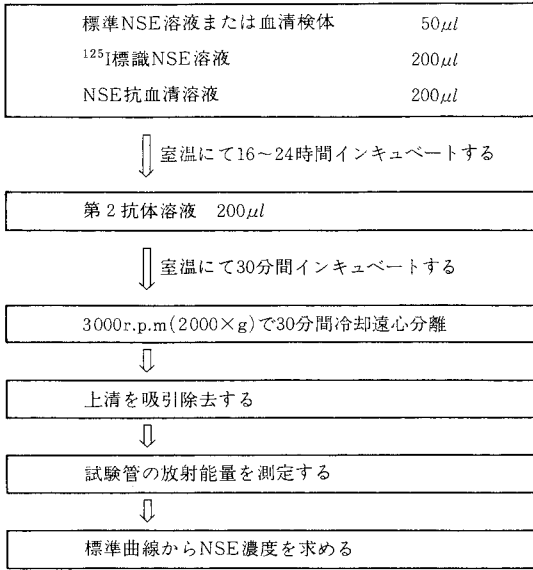 標準NSE溶液または血清検体 50μl
¹²⁵I標識NSE溶液 200μl
NSE抗血清溶液 200μl
室温にて16〜24時間インキュベートする
第2抗体溶液 200μl
室温にて30分間インキュベートする
3000r.p.m(2000×g)で30分間冷却遠心分離
上清を吸引除去する
試験管の放射能量を測定する
標準曲線からNSE濃度を求める